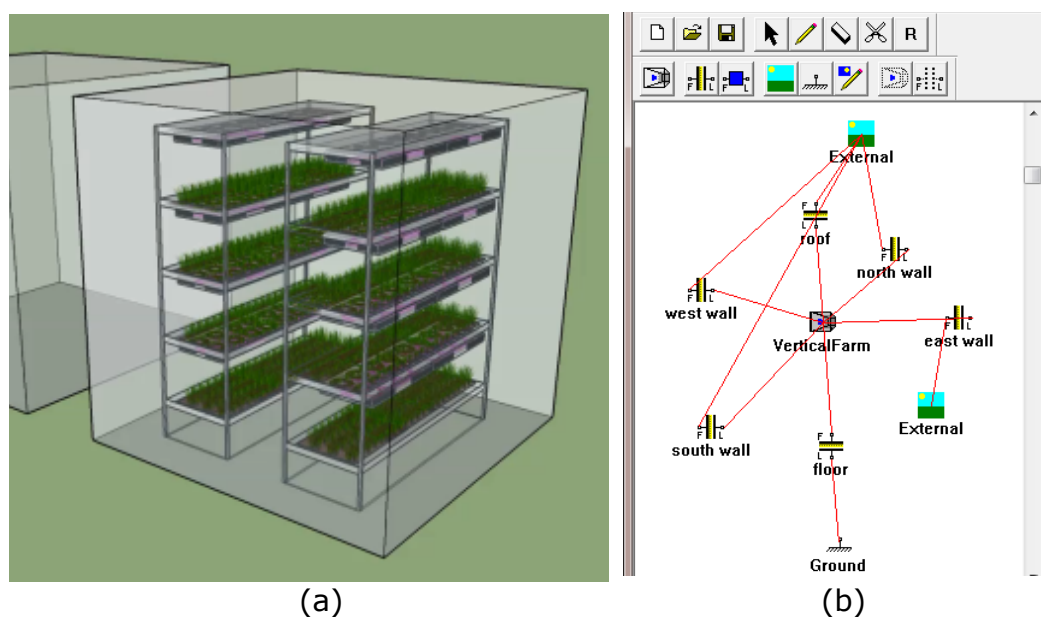 R
F L
F L
F L
External
F
L
roof
F L
north wall
F L
west wall
VerticalFarm
F L
east wall
External
F L
south wall
F
L
floor
Ground
(a)
(b)